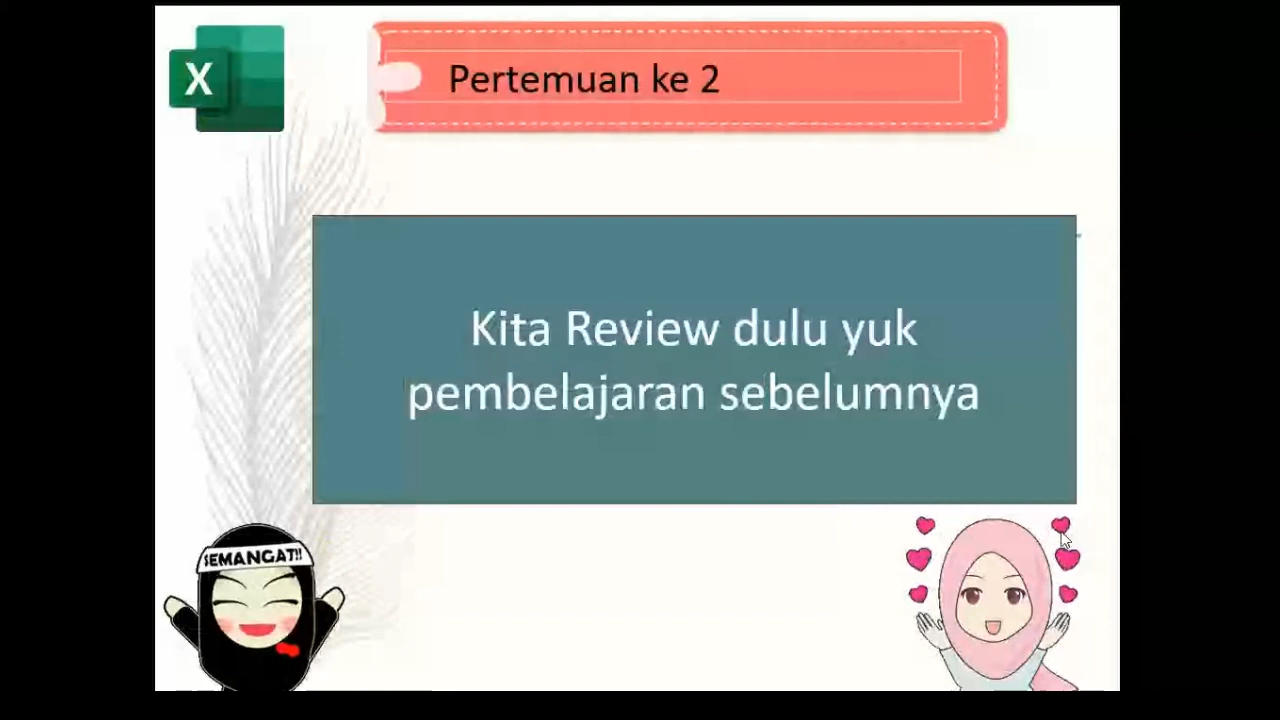 X
Pertemuan ke 2
Kita Review dulu yuk
pembelajaran sebelumnya
SEMANGAT!!